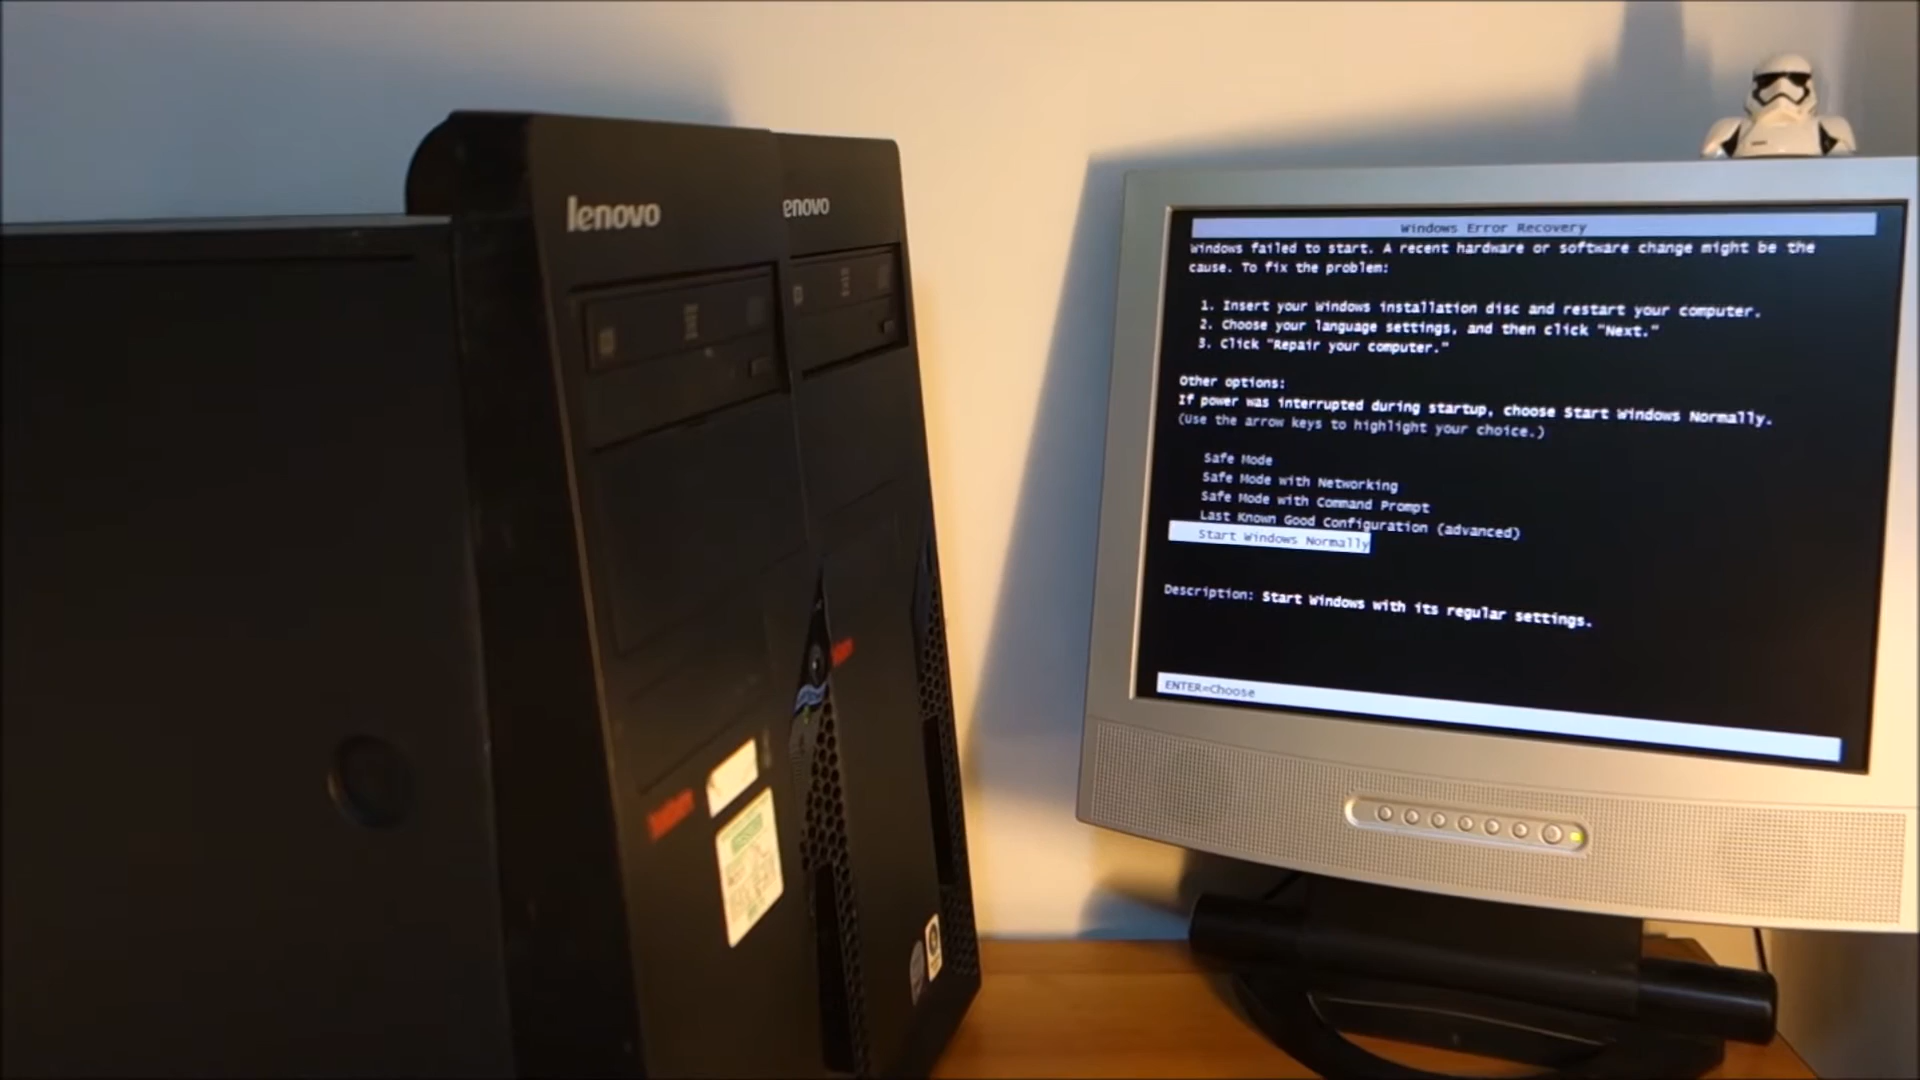 lenovo
enovo
Windows Error Recovery
Windows failed to start. A recent hardware or software change might be the
cause. To fix the problem:
1. Insert your Windows installation disc and restart your computer.
2. Choose your language settings, and then click "Next."
3. Click "Repair your computer."
Other options:
If power was interrupted during startup, choose Start Windows Normally.
(Use the arrow keys to highlight your choice.)
Safe Mode
Safe Mode with Networking
Safe Mode with Command Prompt
Last Known Good Configuration (advanced)
Start Windows Normally
Description: Start Windows with its regular settings.
ENTER=Choose